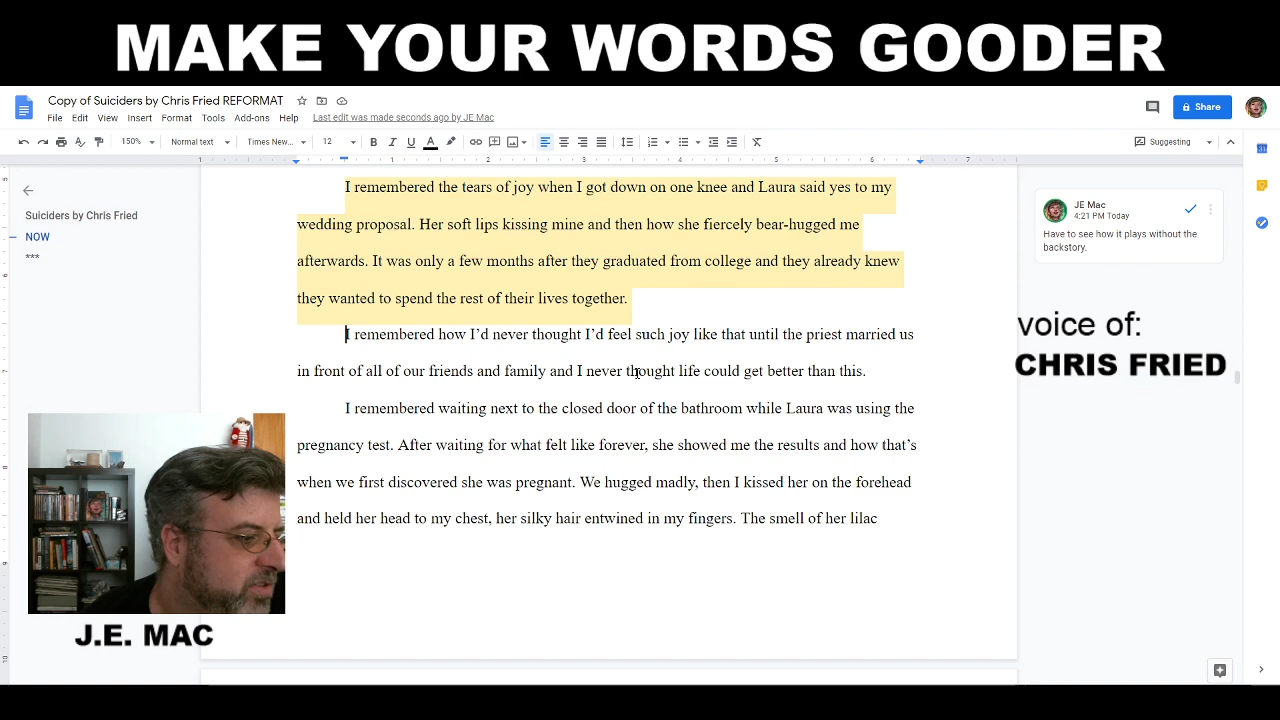 MAKE YOUR WORDS GOODER
Copy of Suiciders by Chris Fried REFORMAT
File Edit View Insert Format Tools Add-ons Help Last edit was made seconds ago by JE Mac
Share
150% Normal text Times New... 12 B I U A Suggesting
1 1 2 3 4 5 6 7
Suiciders by Chris Fried
NOW
***
I remembered the tears of joy when I got down on one knee and Laura said yes to my
wedding proposal. Her soft lips kissing mine and then how she fiercely bear-hugged me
afterwards. It was only a few months after they graduated from college and they already knew
they wanted to spend the rest of their lives together.
I remembered how I’d never thought I’d feel such joy like that until the priest married us
in front of all of our friends and family and I never thought life could get better than this.
I remembered waiting next to the closed door of the bathroom while Laura was using the
pregnancy test. After waiting for what felt like forever, she showed me the results and how that’s
when we first discovered she was pregnant. We hugged madly, then I kissed her on the forehead
and held her head to my chest, her silky hair entwined in my fingers. The smell of her lilac
JE Mac
4:21 PM Today
Have to see how it plays without the
backstory.
voice of:
CHRIS FRIED
J.E. MAC